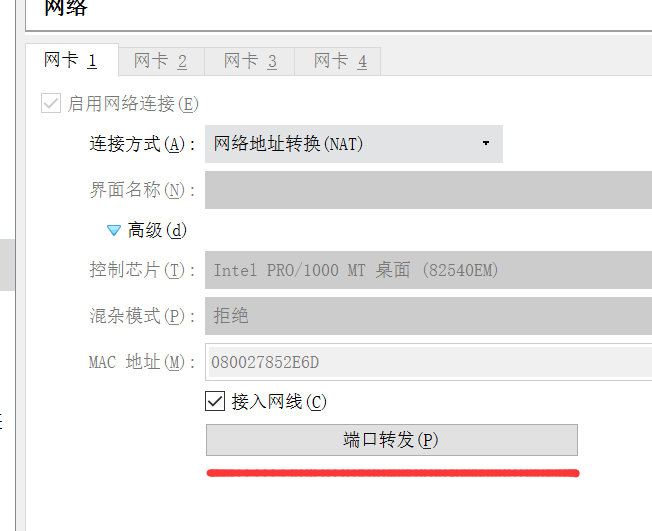 网络
网卡 1 网卡 2 网卡 3 网卡 4
启用网络连接(E)
连接方式(A): 网络地址转换(NAT)
界面名称(N):
高级(d)
控制芯片(T): Intel PRO/1000 MT 桌面 (82540EM)
混杂模式(P): 拒绝
MAC 地址(M): 080027852E6D
接入网线(C)
端口转发(P)